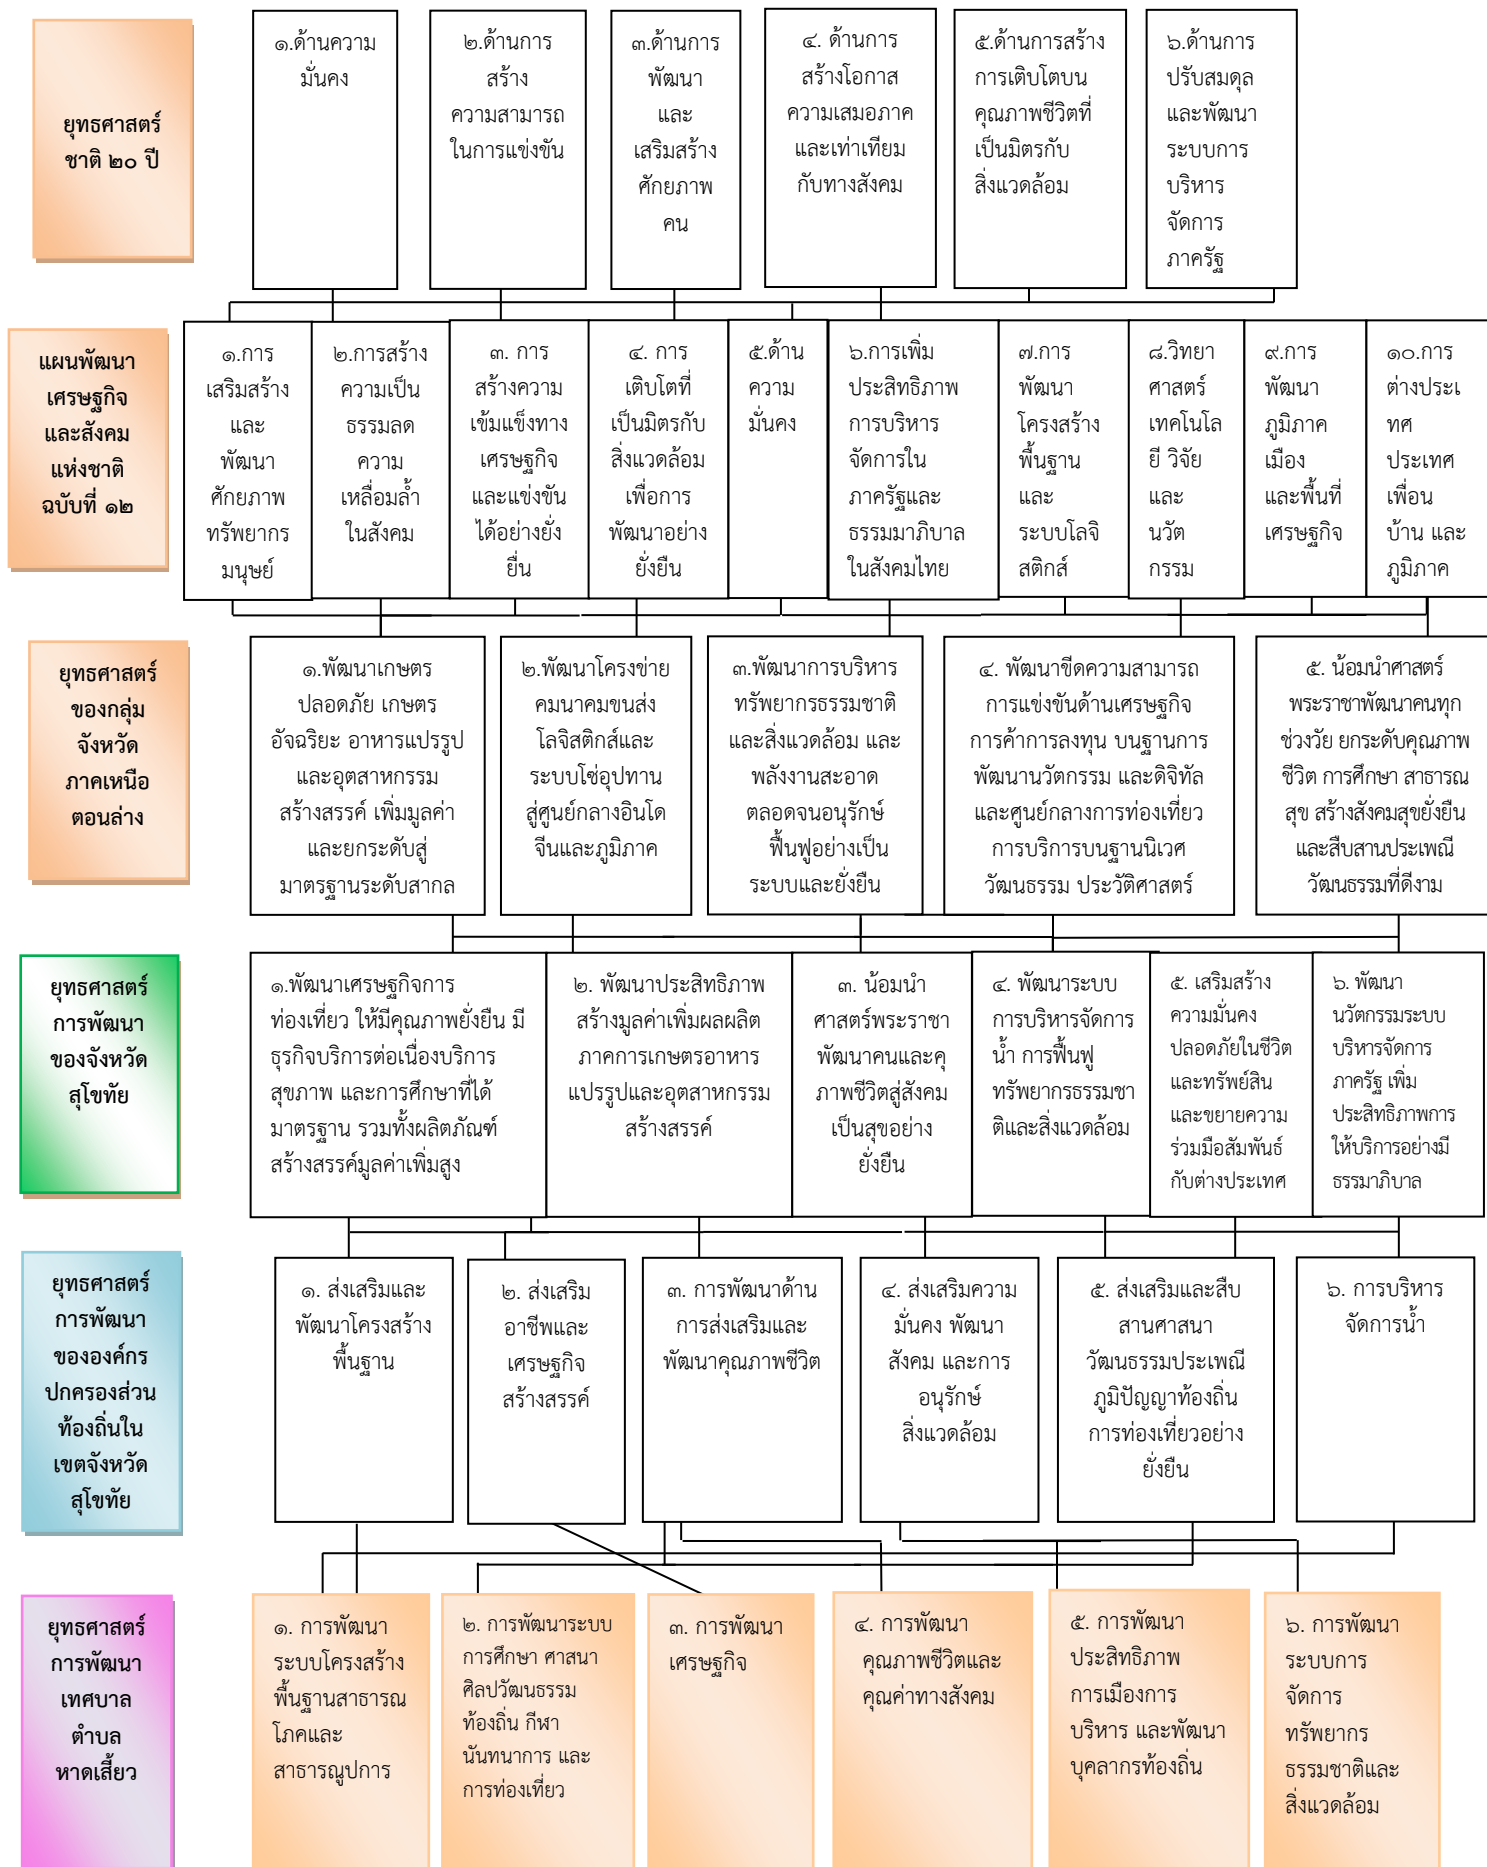 ยุทธศาสตร์
ชาติ ๒๐ ปี
๑.ด้านความ
มั่นคง
๒.ด้านการ
สร้าง
ความสามารถ
ในการแข่งขัน
๓.ด้านการ
พัฒนา
และ
เสริมสร้าง
ศักยภาพ
คน
๔. ด้านการ
สร้างโอกาส
ความเสมอภาค
และเท่าเทียม
กับทางสังคม
๕.ด้านการสร้าง
การเติบโตบน
คุณภาพชีวิตที่
เป็นมิตรกับ
สิ่งแวดล้อม
๖.ด้านการ
ปรับสมดุล
และพัฒนา
ระบบการ
บริหาร
จัดการ
ภาครัฐ
แผนพัฒนา
เศรษฐกิจ
และสังคม
แห่งชาติ
ฉบับที่ ๑๒
๑.การ
เสริมสร้าง
และ
พัฒนา
ศักยภาพ
ทรัพยากร
มนุษย์
๒.การสร้าง
ความเป็น
ธรรมลด
ความ
เหลื่อมล้ำ
ในสังคม
๓. การ
สร้างความ
เข้มแข็งทาง
เศรษฐกิจ
และแข่งขัน
ได้อย่างยั่ง
ยืน
๔. การ
เติบโตที่
เป็นมิตรกับ
สิ่งแวดล้อม
เพื่อการ
พัฒนาอย่าง
ยั่งยืน
๕.ด้าน
ความ
มั่นคง
๖.การเพิ่ม
ประสิทธิภาพ
การบริหาร
จัดการใน
ภาครัฐและ
ธรรมมาภิบาล
ในสังคมไทย
๗.การ
พัฒนา
โครงสร้าง
พื้นฐาน
และ
ระบบโลจิ
สติกส์
๘.วิทยา
ศาสตร์
เทคโนโล
ยี วิจัย
และ
นวัต
กรรม
๙.การ
พัฒนา
ภูมิภาค
เมือง
และพื้นที่
เศรษฐกิจ
๑๐.การ
ต่างประเ
ทศ
ประเทศ
เพื่อน
บ้าน และ
ภูมิภาค
ยุทธศาสตร์
ของกลุ่ม
จังหวัด
ภาคเหนือ
ตอนล่าง
๑.พัฒนาเกษตร
ปลอดภัย เกษตร
อัจฉริยะ อาหารแปรรูป
และอุตสาหกรรม
สร้างสรรค์ เพิ่มมูลค่า
และยกระดับสู่
มาตรฐานระดับสากล
๒.พัฒนาโครงข่าย
คมนาคมขนส่ง
โลจิสติกส์และ
ระบบโซ่อุปทาน
สู่ศูนย์กลางอินโด
จีนและภูมิภาค
๓.พัฒนาการบริหาร
ทรัพยากรธรรมชาติ
และสิ่งแวดล้อม และ
พลังงานสะอาด
ตลอดจนอนุรักษ์
ฟื้นฟูอย่างเป็น
ระบบและยั่งยืน
๔. พัฒนาขีดความสามารถ
การแข่งขันด้านเศรษฐกิจ
การค้าการลงทุน บนฐานการ
พัฒนานวัตกรรม และดิจิทัล
และศูนย์กลางการท่องเที่ยว
การบริการบนฐานนิเวศ
วัฒนธรรม ประวัติศาสตร์
๕. น้อมนำศาสตร์
พระราชาพัฒนาคนทุก
ช่วงวัย ยกระดับคุณภาพ
ชีวิต การศึกษา สาธารณ
สุข สร้างสังคมสุขยั่งยืน
และสืบสานประเพณี
วัฒนธรรมที่ดีงาม
ยุทธศาสตร์
การพัฒนา
ของจังหวัด
สุโขทัย
๑.พัฒนาเศรษฐกิจการ
ท่องเที่ยว ให้มีคุณภาพยั่งยืน มี
ธุรกิจบริการต่อเนื่องบริการ
สุขภาพ และการศึกษาที่ได้
มาตรฐาน รวมทั้งผลิตภัณฑ์
สร้างสรรค์มูลค่าเพิ่มสูง
๒. พัฒนาประสิทธิภาพ
สร้างมูลค่าเพิ่มผลผลิต
ภาคการเกษตรอาหาร
แปรรูปและอุตสาหกรรม
สร้างสรรค์
๓. น้อมนำ
ศาสตร์พระราชา
พัฒนาคนและคุ
ภาพชีวิตสู่สังคม
เป็นสุขอย่าง
ยั่งยืน
๔. พัฒนาระบบ
การบริหารจัดการ
น้ำ การฟื้นฟู
ทรัพยากรธรรมชา
ติและสิ่งแวดล้อม
๕. เสริมสร้าง
ความมั่นคง
ปลอดภัยในชีวิต
และทรัพย์สิน
และขยายความ
ร่วมมือสัมพันธ์
กับต่างประเทศ
๖. พัฒนา
นวัตกรรมระบบ
บริหารจัดการ
ภาครัฐ เพิ่ม
ประสิทธิภาพการ
ให้บริการอย่างมี
ธรรมาภิบาล
ยุทธศาสตร์
การพัฒนา
ขององค์กร
ปกครองส่วน
ท้องถิ่นใน
เขตจังหวัด
สุโขทัย
๑. ส่งเสริมและ
พัฒนาโครงสร้าง
พื้นฐาน
๒. ส่งเสริม
อาชีพและ
เศรษฐกิจ
สร้างสรรค์
๓. การพัฒนาด้าน
การส่งเสริมและ
พัฒนาคุณภาพชีวิต
๔. ส่งเสริมความ
มั่นคง พัฒนา
สังคม และการ
อนุรักษ์
สิ่งแวดล้อม
๕. ส่งเสริมและสืบ
สานศาสนา
วัฒนธรรมประเพณี
ภูมิปัญญาท้องถิ่น
การท่องเที่ยวอย่าง
ยั่งยืน
๖. การบริหาร
จัดการน้ำ
ยุทธศาสตร์
การพัฒนา
เทศบาล
ตำบล
หาดเสี้ยว
๑. การพัฒนา
ระบบโครงสร้าง
พื้นฐานสาธารณ
โภคและ
สาธารณูปการ
๒. การพัฒนาระบบ
การศึกษา ศาสนา
ศิลปวัฒนธรรม
ท้องถิ่น กีฬา
นันทนาการ และ
การท่องเที่ยว
๓. การพัฒนา
เศรษฐกิจ
๔. การพัฒนา
คุณภาพชีวิตและ
คุณค่าทางสังคม
๕. การพัฒนา
ประสิทธิภาพ
การเมืองการ
บริหาร และพัฒนา
บุคลากรท้องถิ่น
๖. การพัฒนา
ระบบการ
จัดการ
ทรัพยากร
ธรรมชาติและ
สิ่งแวดล้อม